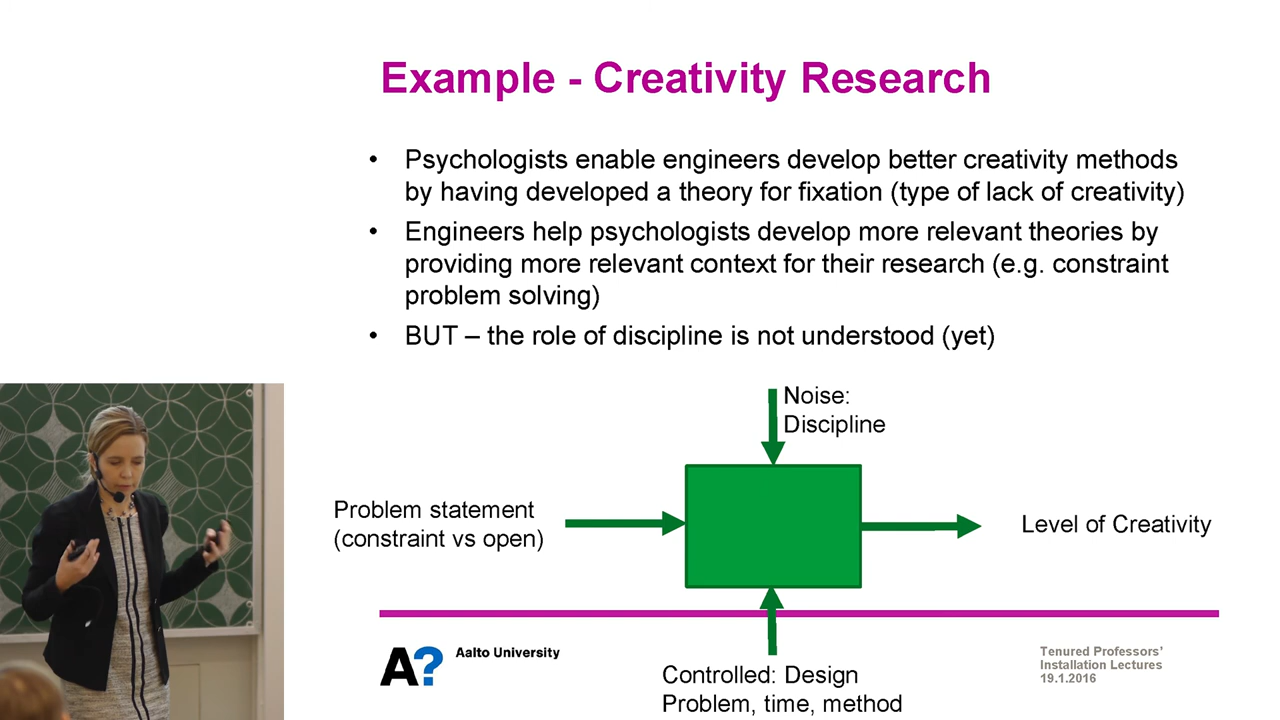 Example - Creativity Research
• Psychologists enable engineers develop better creativity methods
by having developed a theory for fixation (type of lack of creativity)
• Engineers help psychologists develop more relevant theories by
providing more relevant context for their research (e.g. constraint
problem solving)
• BUT – the role of discipline is not understood (yet)
Noise:
Discipline
Problem statement
(constraint vs open)
Level of Creativity
Controlled: Design
Problem, time, method
A?
Aalto University
Tenured Professors'
Installation Lectures
19.1.2016